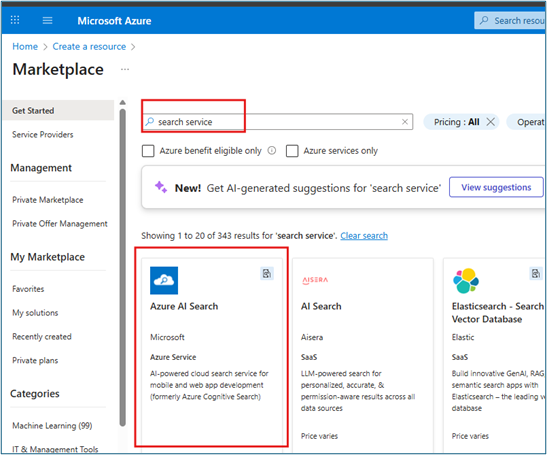 Microsoft Azure
Search resou
Home > Create a resource >
Marketplace ...
Get Started
Service Providers
Management
Private Marketplace
Private Offer Management
My Marketplace
Favorites
My solutions
Recently created
Private plans
Categories
Machine Learning (99)
IT & Management Tools
search service
Pricing : All
Operat
Azure benefit eligible only
Azure services only
New! Get AI-generated suggestions for 'search service'
View suggestions
Showing 1 to 20 of 343 results for 'search service'. Clear search
Azure AI Search
Microsoft
Azure Service
AI-powered cloud search service for
mobile and web app development
(formerly Azure Cognitive Search)
AISERA
AI Search
Aisera
SaaS
LLM-powered search for
personalized, accurate, &
permission-aware results across all
data sources
Price varies
Elasticsearch - Sear
Vector Database
Elastic
SaaS
Build innovative GenAI, RAG
semantic search apps with
Elasticsearch – the leading ve
database
Price varies